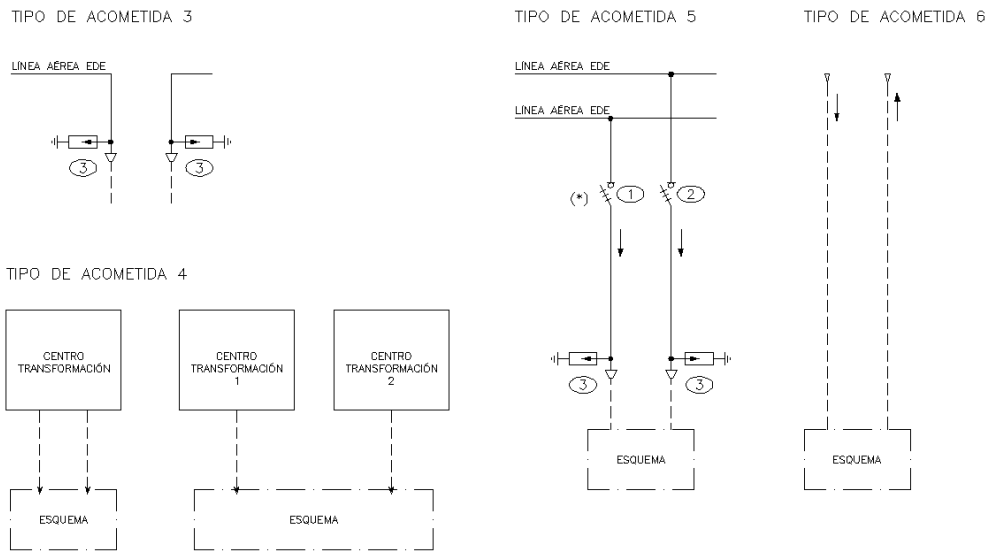 TIPO DE ACOMETIDA 3
LÍNEA AÉREA EDE
3
3
TIPO DE ACOMETIDA 4
CENTRO
TRANSFORMACIÓN
CENTRO
TRANSFORMACIÓN
1
CENTRO
TRANSFORMACIÓN
2
ESQUEMA
ESQUEMA
TIPO DE ACOMETIDA 5
LÍNEA AÉREA EDE
LÍNEA AÉREA EDE
(*)
1
2
3
3
ESQUEMA
TIPO DE ACOMETIDA 6
ESQUEMA